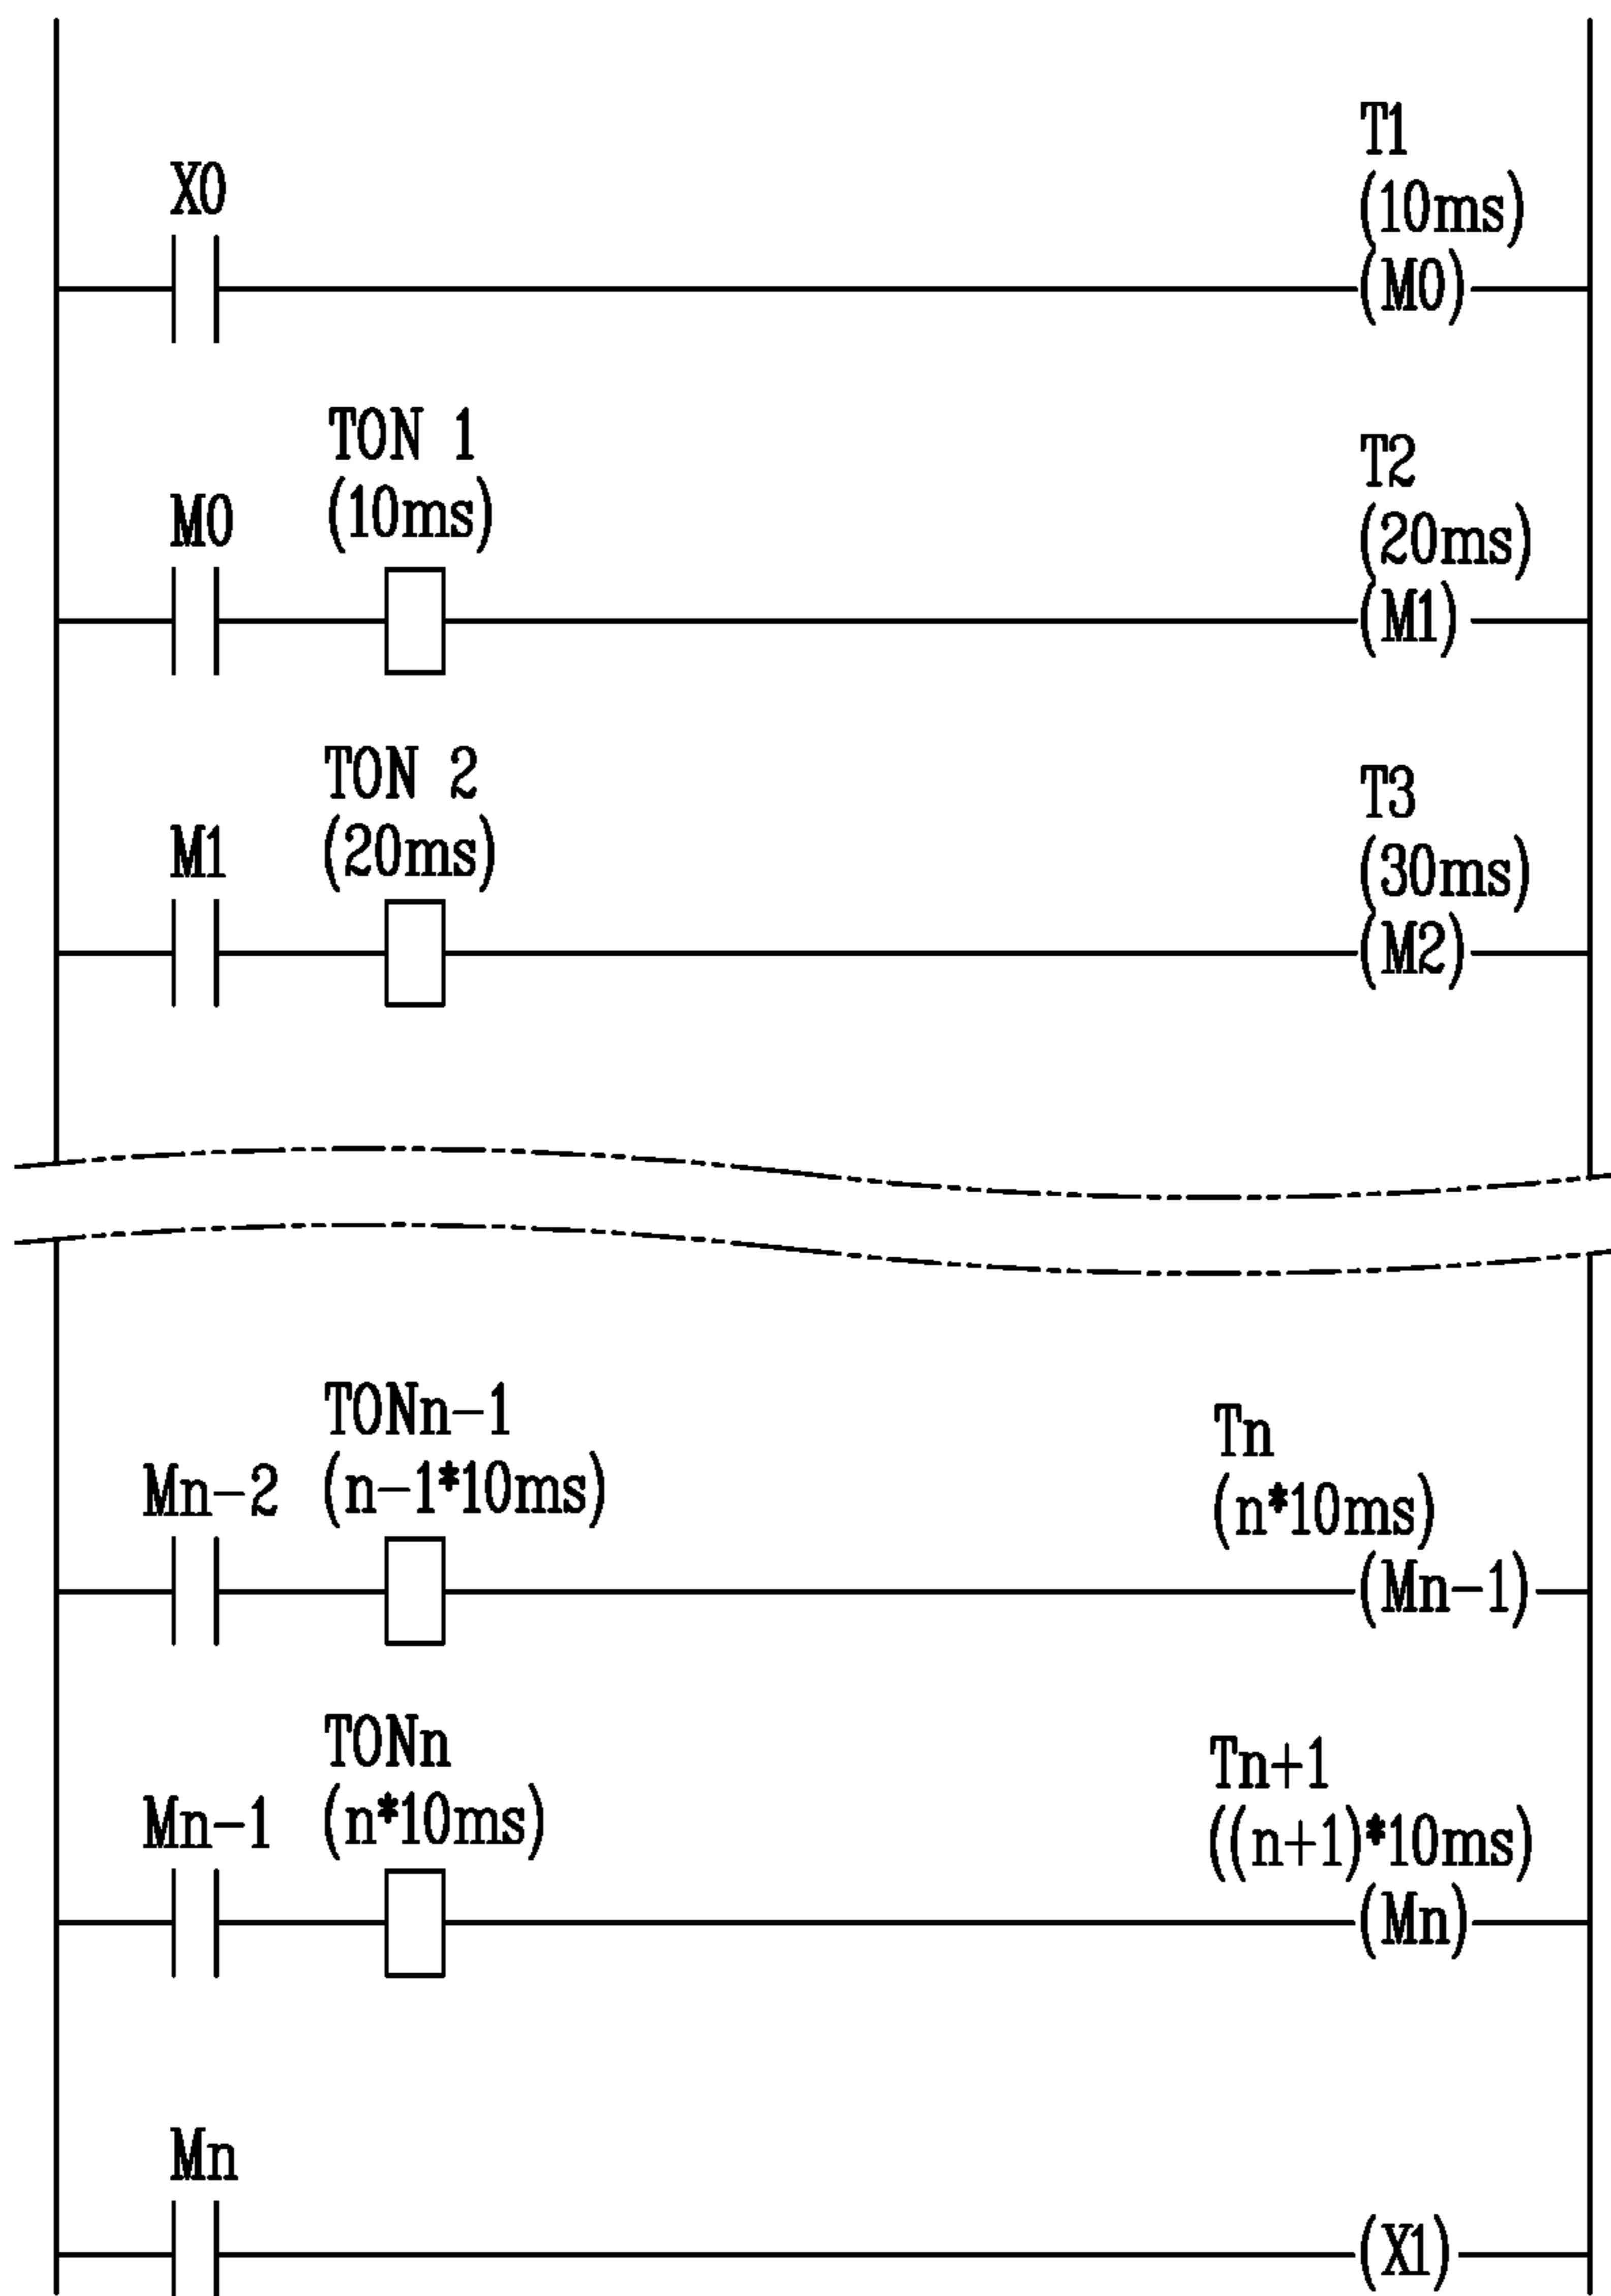 X0
T1
(10ms)
(M0)
M0
TON 1
(10ms)
T2
(20ms)
(M1)
M1
TON 2
(20ms)
T3
(30ms)
(M2)
Mn-2
TONn-1
(n-1*10ms)
Tn
(n*10ms)
(Mn-1)
Mn-1
TONn
(n*10ms)
Tn+1
((n+1)*10ms)
(Mn)
Mn
(X1)